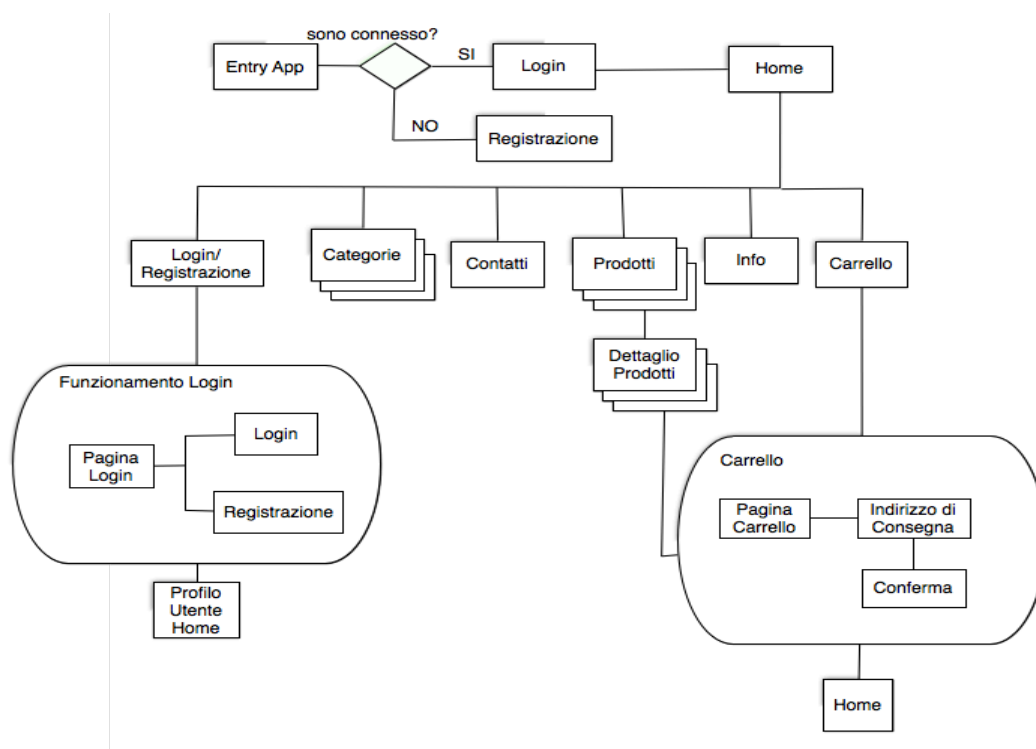 sono connesso?
Entry App
SI
Login
Home
NO
Registrazione
Login/
Registrazione
Categorie
Contatti
Prodotti
Info
Carrello
Dettaglio
Prodotti
Funzionamento Login
Pagina
Login
Login
Registrazione
Profilo
Utente
Home
Carrello
Pagina
Carrello
Indirizzo di
Consegna
Conferma
Home